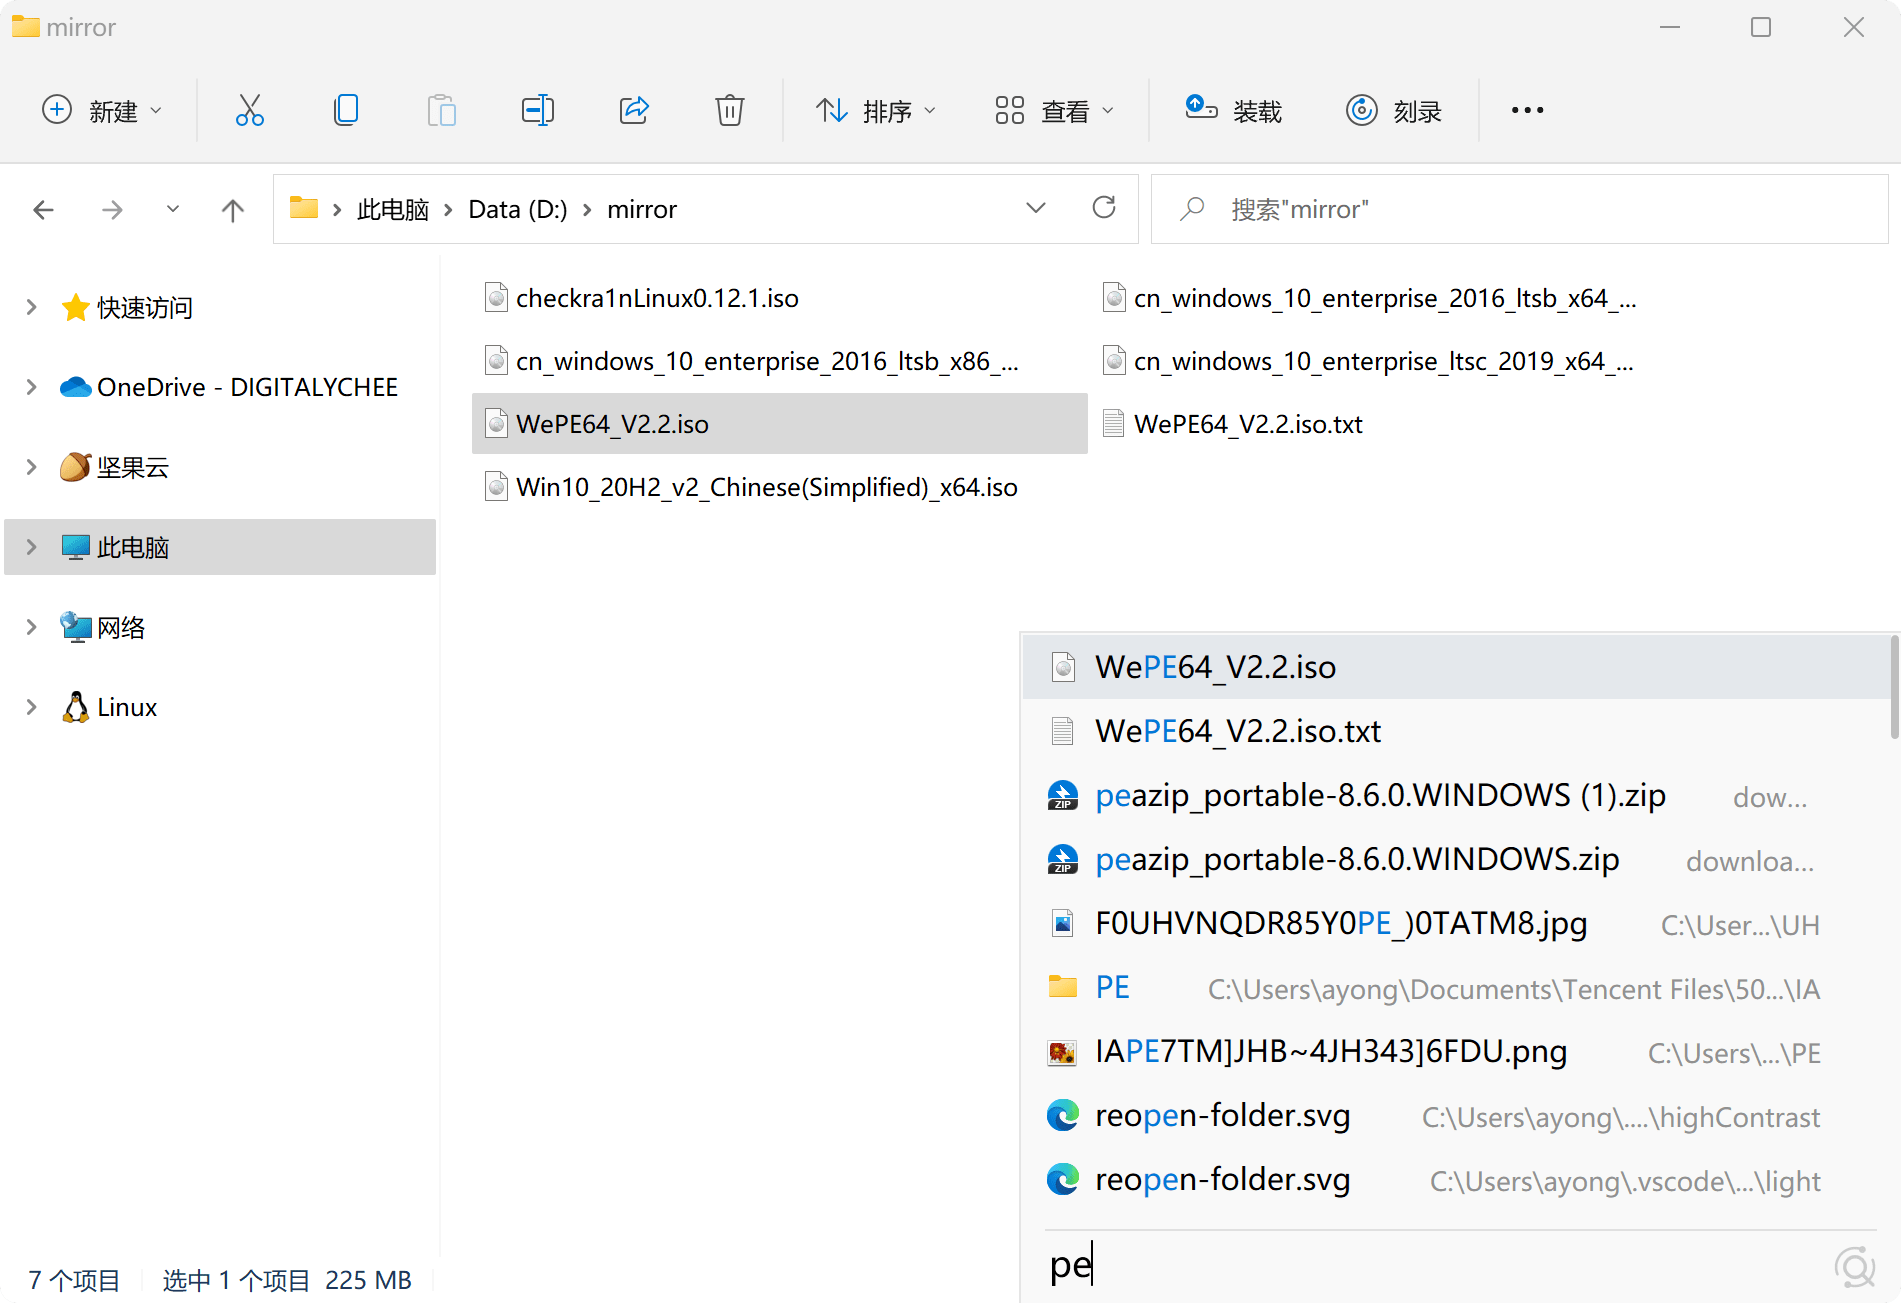 mirror
新建
排序
查看
装载
刻录
此电脑
Data (D:)
mirror
搜索"mirror"
快速访问
OneDrive - DIGITALYCHEE
坚果云
此电脑
网络
Linux
checkra1nLinux0.12.1.iso
cn_windows_10_enterprise_2016_ltsb_x64_...
cn_windows_10_enterprise_2016_ltsb_x86_...
cn_windows_10_enterprise_ltsc_2019_x64_...
WePE64_V2.2.iso
WePE64_V2.2.iso.txt
Win10_20H2_v2_Chinese(Simplified)_x64.iso
WePE64_V2.2.iso
WePE64_V2.2.iso.txt
ZIP peazip_portable-8.6.0.WINDOWS (1).zip dow...
ZIP peazip_portable-8.6.0.WINDOWS.zip downloa...
F0UHVNQDR85Y0PE_)0TATM8.jpg C:\User...\UH
PE C:\Users\ayong\Documents\Tencent Files\50...\IA
IAPE7TM]JHB~4JH343]6FDU.png C:\Users\...\PE
reopen-folder.svg C:\Users\ayong\....\highContrast
reopen-folder.svg C:\Users\ayong\.vscode\...\light
pe
7 个项目 选中 1 个项目 225 MB